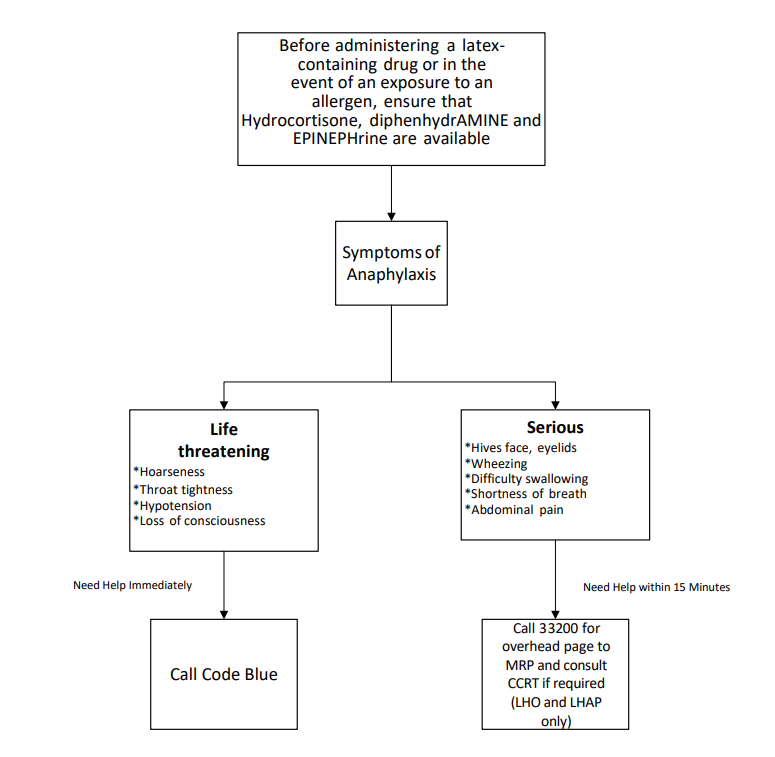 Before administering a latex-
containing drug or in the
event of an exposure to an
allergen, ensure that
Hydrocortisone, diphenhydrAMINE and
EPINEPHrine are available
Symptoms of
Anaphylaxis
Life
threatening
*Hoarseness
*Throat tightness
*Hypotension
*Loss of consciousness
Serious
*Hives face, eyelids
*Wheezing
*Difficulty swallowing
*Shortness of breath
*Abdominal pain
Need Help Immediately
Need Help within 15 Minutes
Call Code Blue
Call 33200 for
overhead page to
MRP and consult
CCRT if required
(LHO and LHAP
only)